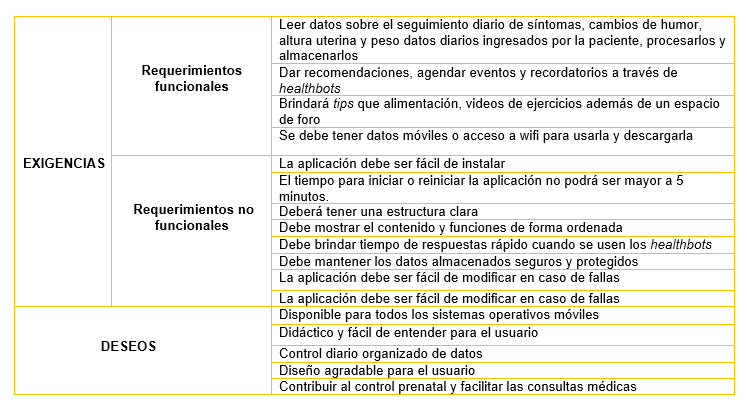 EXIGENCIAS
Requerimientos
funcionales
Leer datos sobre el seguimiento diario de síntomas, cambios de humor,
altura uterina y peso datos diarios ingresados por la paciente, procesarlos y
almacenarlos
Dar recomendaciones, agendar eventos y recordatorios a través de
healthbots
Brindará tips que alimentación, videos de ejercicios además de un espacio
de foro
Se debe tener datos móviles o acceso a wifi para usarla y descargarla
Requerimientos no
funcionales
La aplicación debe ser fácil de instalar
El tiempo para iniciar o reiniciar la aplicación no podrá ser mayor a 5
minutos.
Deberá tener una estructura clara
Debe mostrar el contenido y funciones de forma ordenada
Debe brindar tiempo de respuestas rápido cuando se usen los healthbots
Debe mantener los datos almacenados seguros y protegidos
La aplicación debe ser fácil de modificar en caso de fallas
La aplicación debe ser fácil de modificar en caso de fallas
DESEOS
Disponible para todos los sistemas operativos móviles
Didáctico y fácil de entender para el usuario
Control diario organizado de datos
Diseño agradable para el usuario
Contribuir al control prenatal y facilitar las consultas médicas